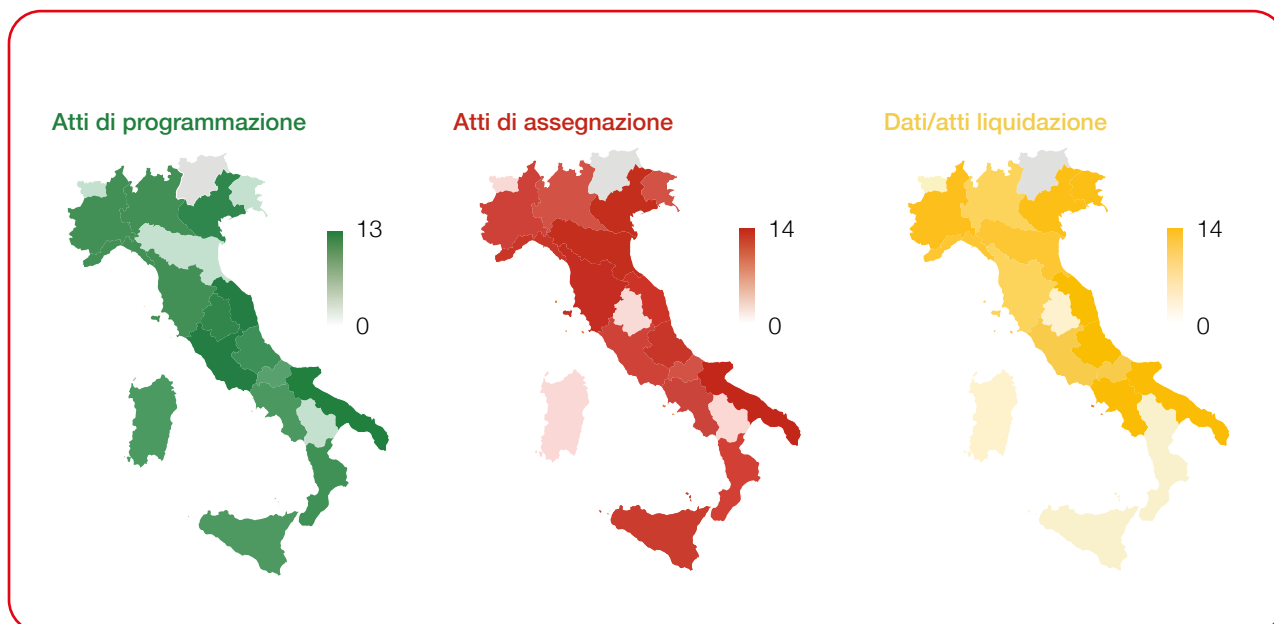 Atti di programmazione
13
0
Atti di assegnazione
14
0
Dati/atti liquidazione
14
0